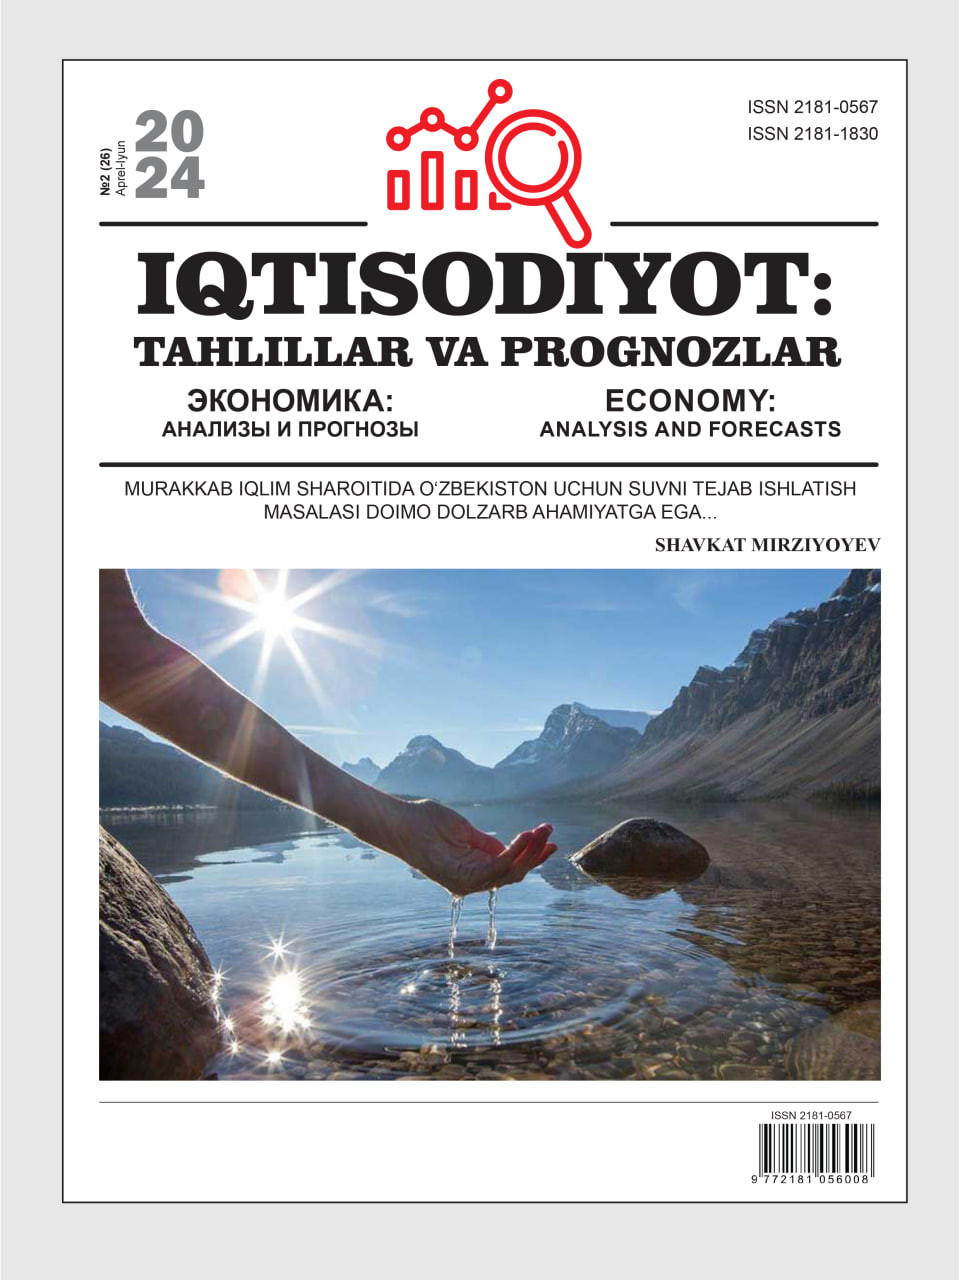 20
24
№2 (26)
Aprel-Iyun
ISSN 2181-0567
ISSN 2181-1830
IQTISODIYOT:
TAHLILLAR VA PROGNOZLAR
ЭКОНОМИКА:
АНАЛИЗЫ И ПРОГНОЗЫ
ECONOMY:
ANALYSIS AND FORECASTS
MURAKKAB IQLIM SHAROITIDA O‘ZBEKISTON UCHUN SUVNI TEJAB ISHLATISH
MASALASI DOIMO DOLZARB AHAMIYATGA EGA...
SHAVKAT MIRZIYOYEV
ISSN 2181-0567
9 772181 056008